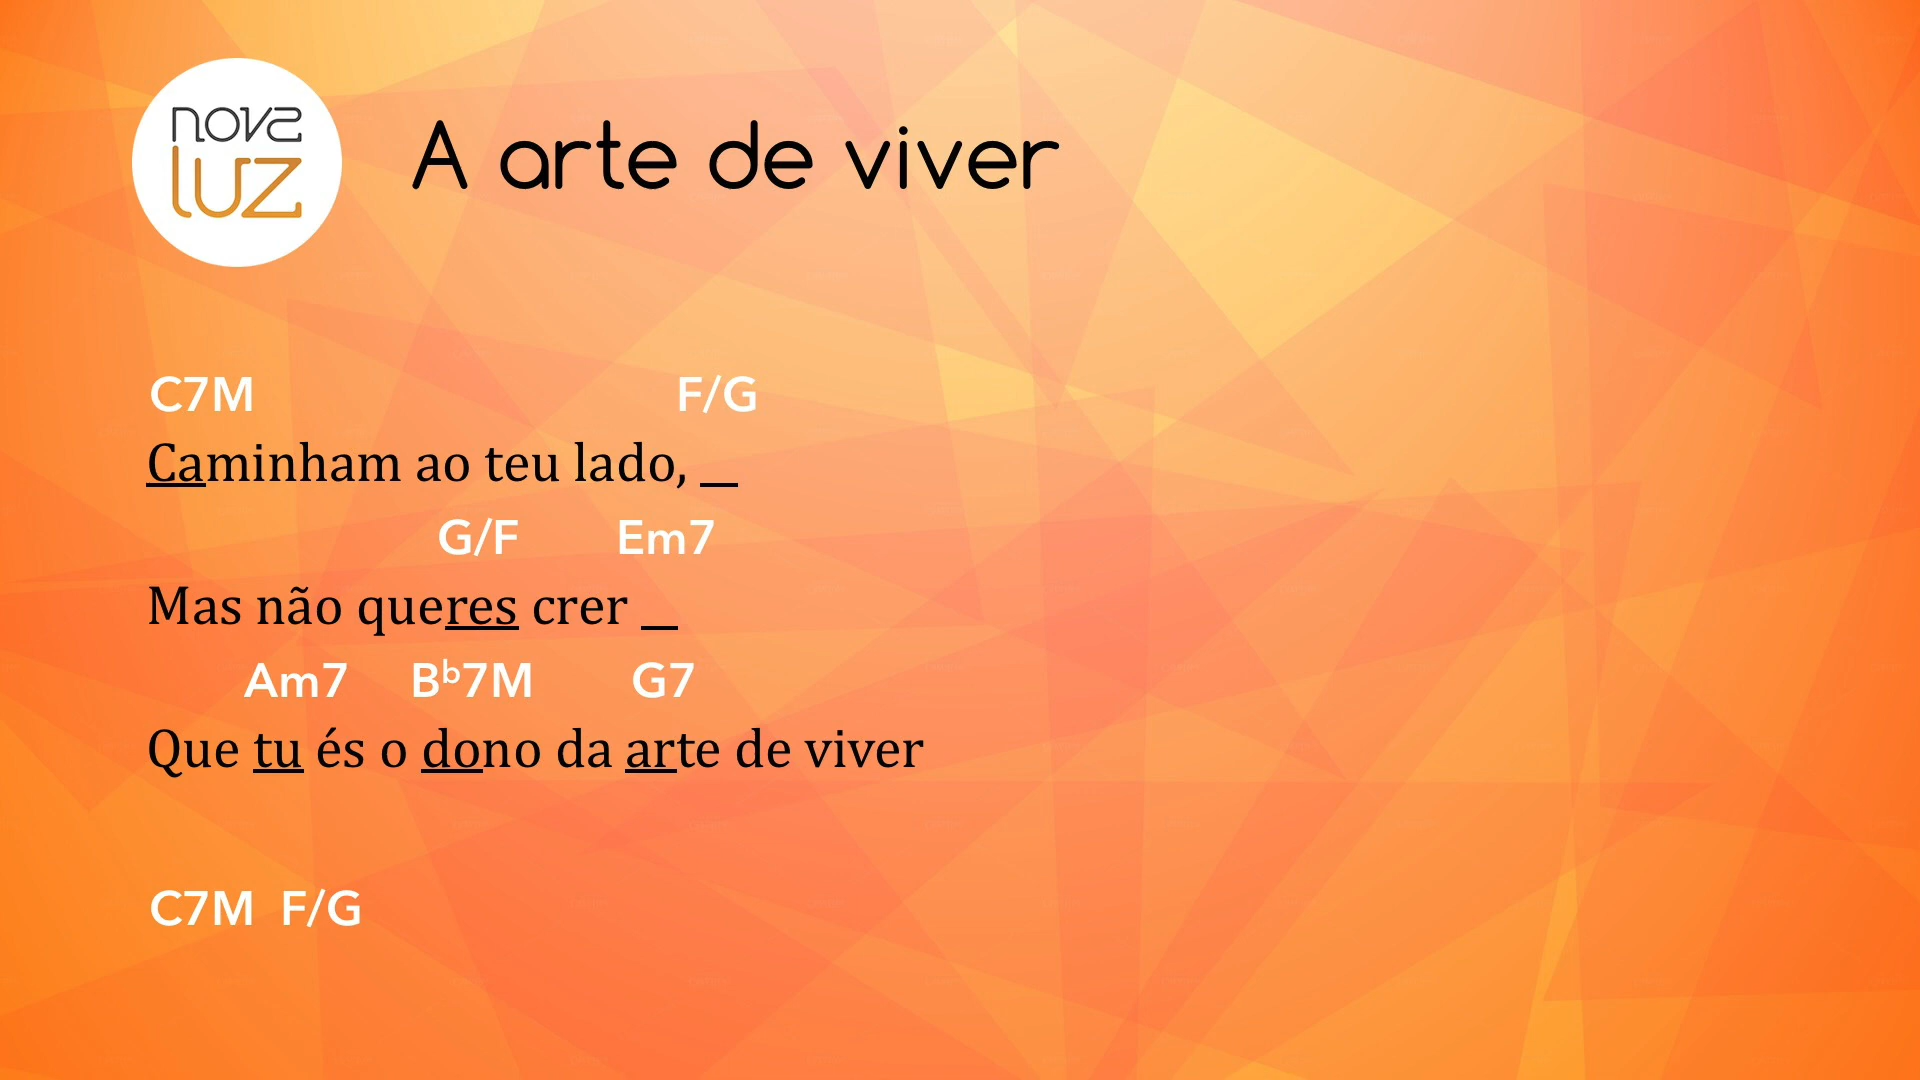 nova
luz
A arte de viver
C7M F/G
Caminham ao teu lado, _
G/F Em7
Mas não queres crer _
Am7 Bᵇ7M G7
Que tu és o dono da arte de viver
C7M F/G